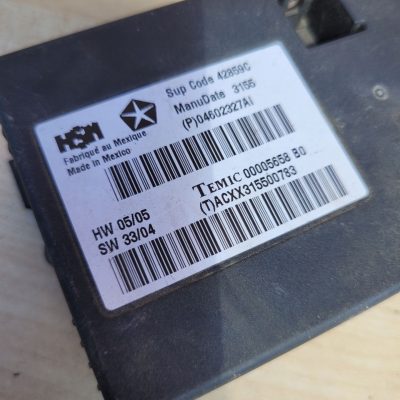 HSM
Sup Code 42859C
ManuDate 3155
(P)04602327AI
Fabriqué au Mexique
Made in Mexico
HW 05/05
SW 33/04
TEMIC 00005658 B0
(T)ACXX315500783